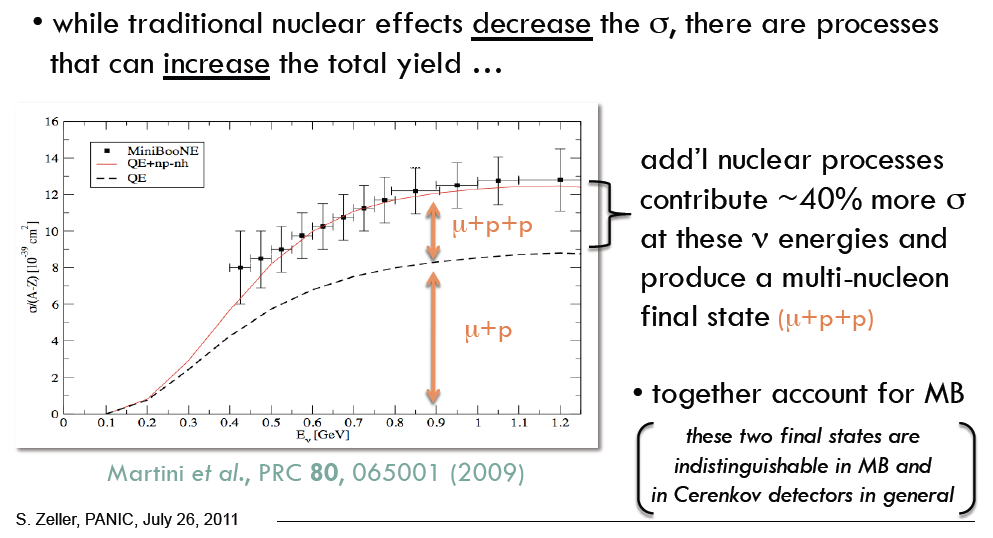 • while traditional nuclear effects decrease the σ, there are processes
that can increase the total yield …
MiniBooNE
QE+np-nh
QE
16
14
12
10
8
6
4
2
0
σ/(A-Z) [10⁻³⁹ cm²]
0 0.1 0.2 0.3 0.4 0.5 0.6 0.7 0.8 0.9 1 1.1 1.2
Eᵥ [GeV]
μ+p+p
μ+p
add'l nuclear processes
contribute ~40% more σ
at these ν energies and
produce a multi-nucleon
final state (μ+p+p)
• together account for MB
these two final states are
indistinguishable in MB and
in Cerenkov detectors in general
Martini et al., PRC 80, 065001 (2009)
S. Zeller, PANIC, July 26, 2011